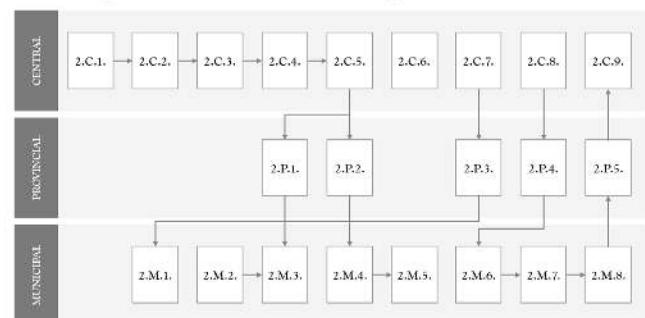 CENTRAL
2.C.1. 2.C.2. 2.C.3. 2.C.4. 2.C.5. 2.C.6. 2.C.7. 2.C.8. 2.C.9.
PROVINCIAL
2.P.1. 2.P.2. 2.P.3. 2.P.4. 2.P.5.
MUNICIPAL
2.M.1. 2.M.2. 2.M.3. 2.M.4. 2.M.5. 2.M.6. 2.M.7. 2.M.8.